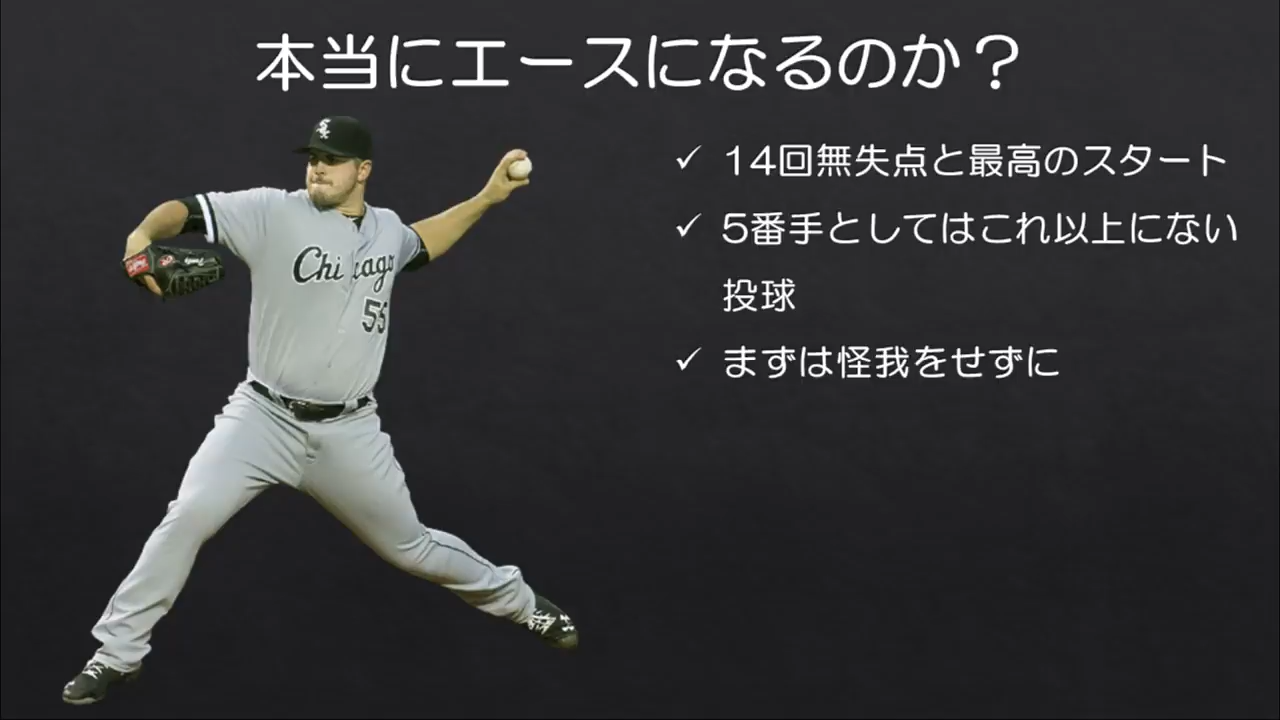 本当にエースになるのか？
✓ 14回無失点と最高のスタート
✓ 5番手としてはこれ以上にない
投球
✓ まずは怪我をせずに
Chicago
55